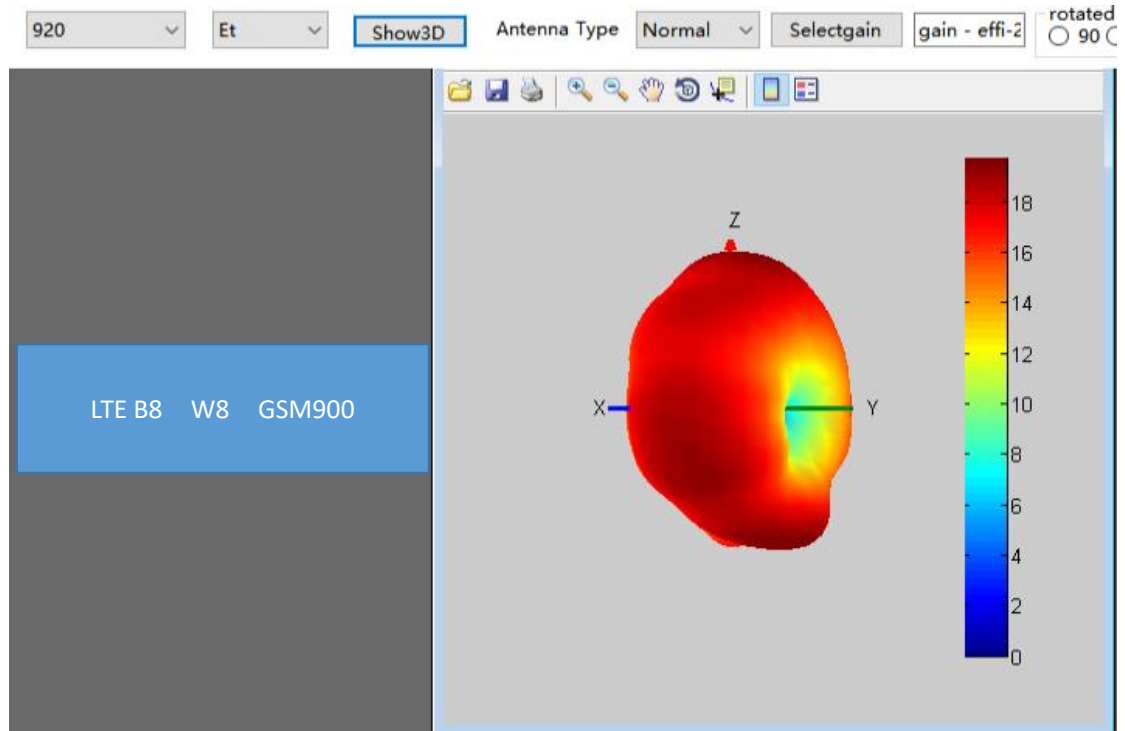 920 Et Show3D Antenna Type Normal Selectgain gain - effi-2 rotated
90
Z
18
16
14
12
LTE B8 W8 GSM900
X
Y
10
8
6
4
2
0